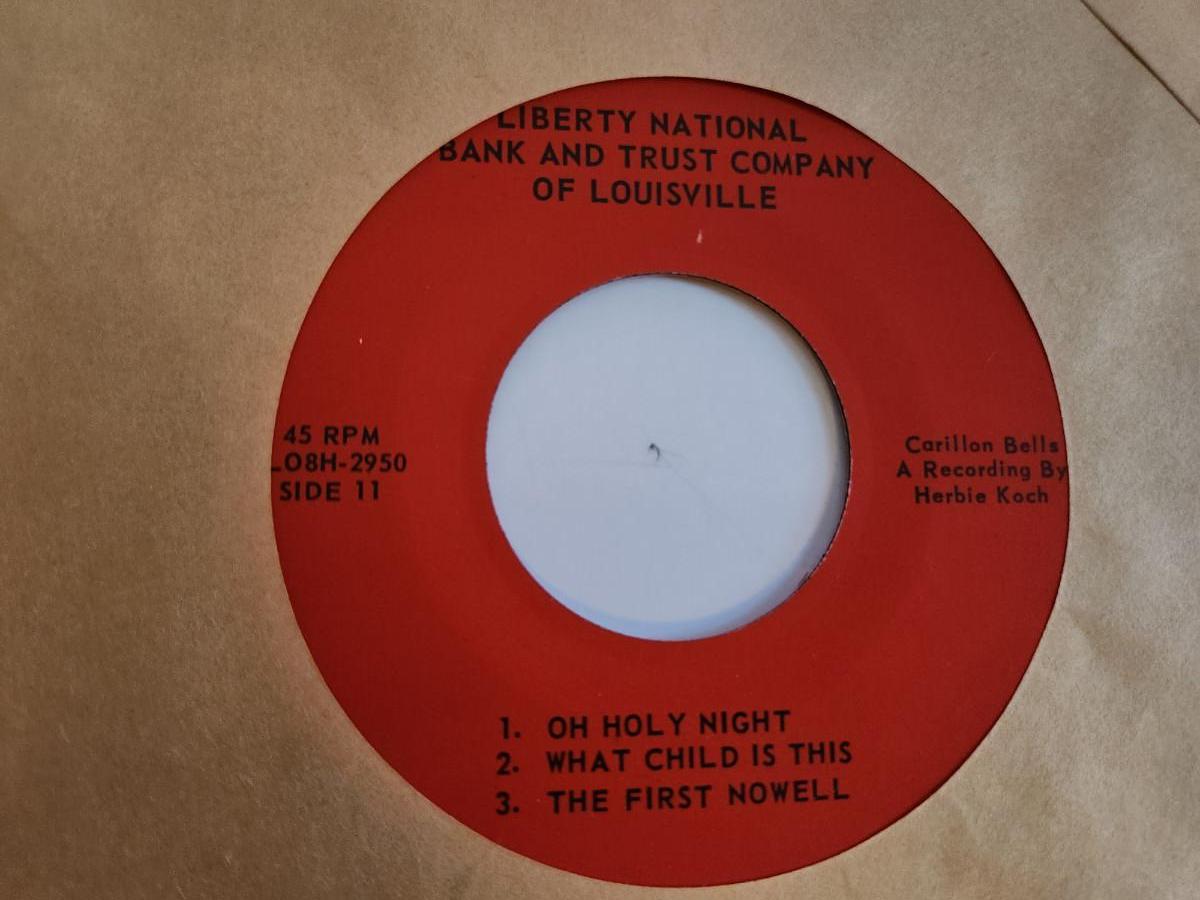 LIBERTY NATIONAL
BANK AND TRUST COMPANY
OF LOUISVILLE
45 RPM
LO8H-2950
SIDE 11
Carillon Bells
A Recording By
Herbie Koch
1. OH HOLY NIGHT
2. WHAT CHILD IS THIS
3. THE FIRST NOWELL